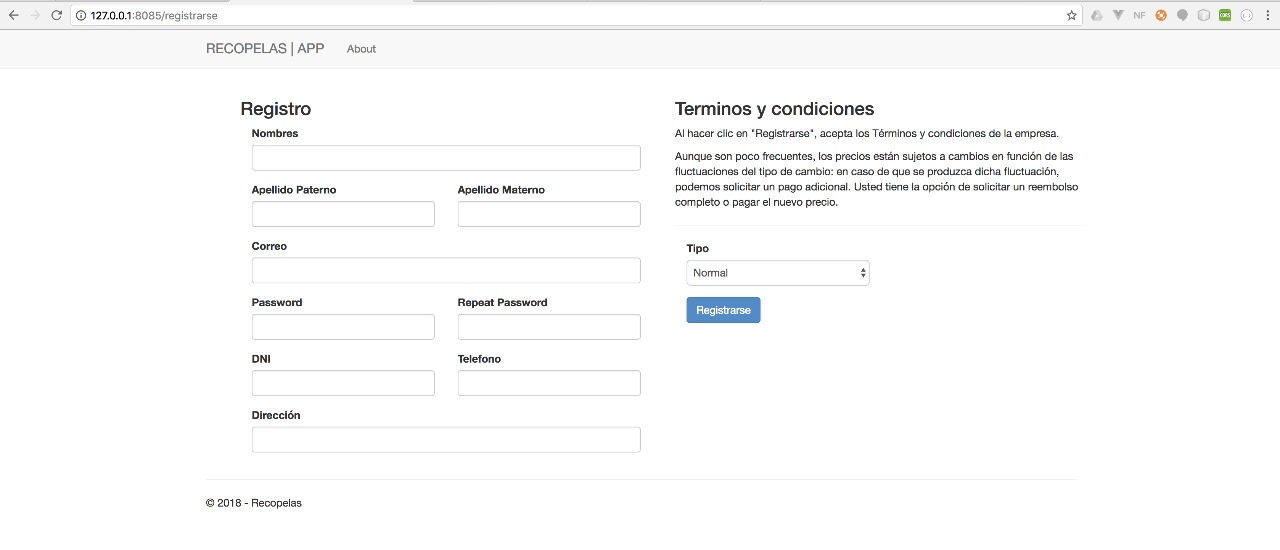 127.0.0.1:8085/registrarse
NF
CORS
RECOPELAS | APP About
Registro
Nombres
Apellido Paterno Apellido Materno
Correo
Password Repeat Password
DNI Telefono
Dirección
Terminos y condiciones
Al hacer clic en "Registrarse", acepta los Términos y condiciones de la empresa.
Aunque son poco frecuentes, los precios están sujetos a cambios en función de las
fluctuaciones del tipo de cambio: en caso de que se produzca dicha fluctuación,
podemos solicitar un pago adicional. Usted tiene la opción de solicitar un reembolso
completo o pagar el nuevo precio.
Tipo
Normal
Registrarse
© 2018 - Recopelas